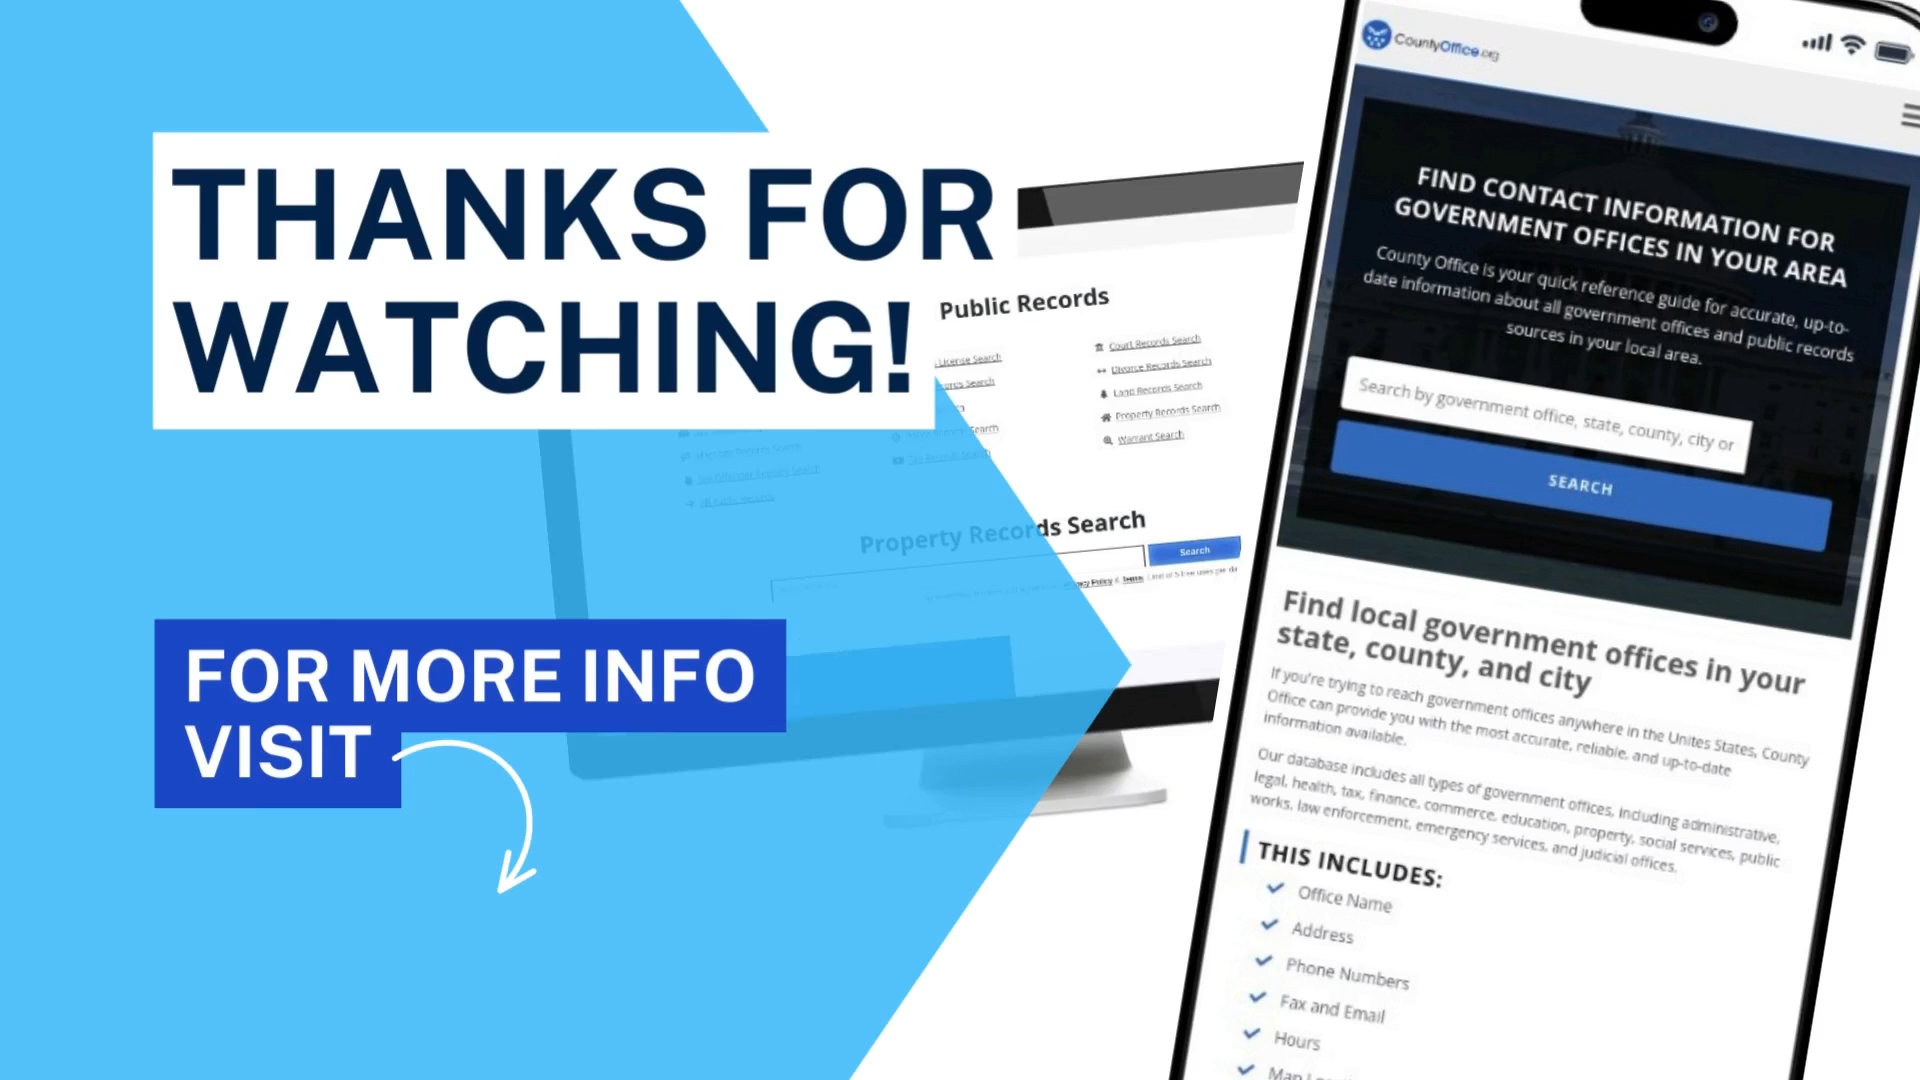 THANKS FOR
WATCHING!
FOR MORE INFO
VISIT
Public Records
License Search
Search
Search
Court Records Search
Divorce Records Search
Land Records Search
Property Records Search
Warrant Search
Property Records Search
Search
Policy & Terms
CountyOffice.org
FIND CONTACT INFORMATION FOR
GOVERNMENT OFFICES IN YOUR AREA
County Office is your quick reference guide for accurate, up-to-
date information about all government offices and public records
sources in your local area.
Search by government office, state, county, city or
SEARCH
Find local government offices in your
state, county, and city
If you're trying to reach government offices anywhere in the Unites States, County
Office can provide you with the most accurate, reliable, and up-to-date
information available.
Our database includes all types of government offices, including administrative,
legal, health, tax, finance, commerce, education, property, social services, public
works, law enforcement, emergency services, and judicial offices.
THIS INCLUDES:
Office Name
Address
Phone Numbers
Fax and Email
Hours